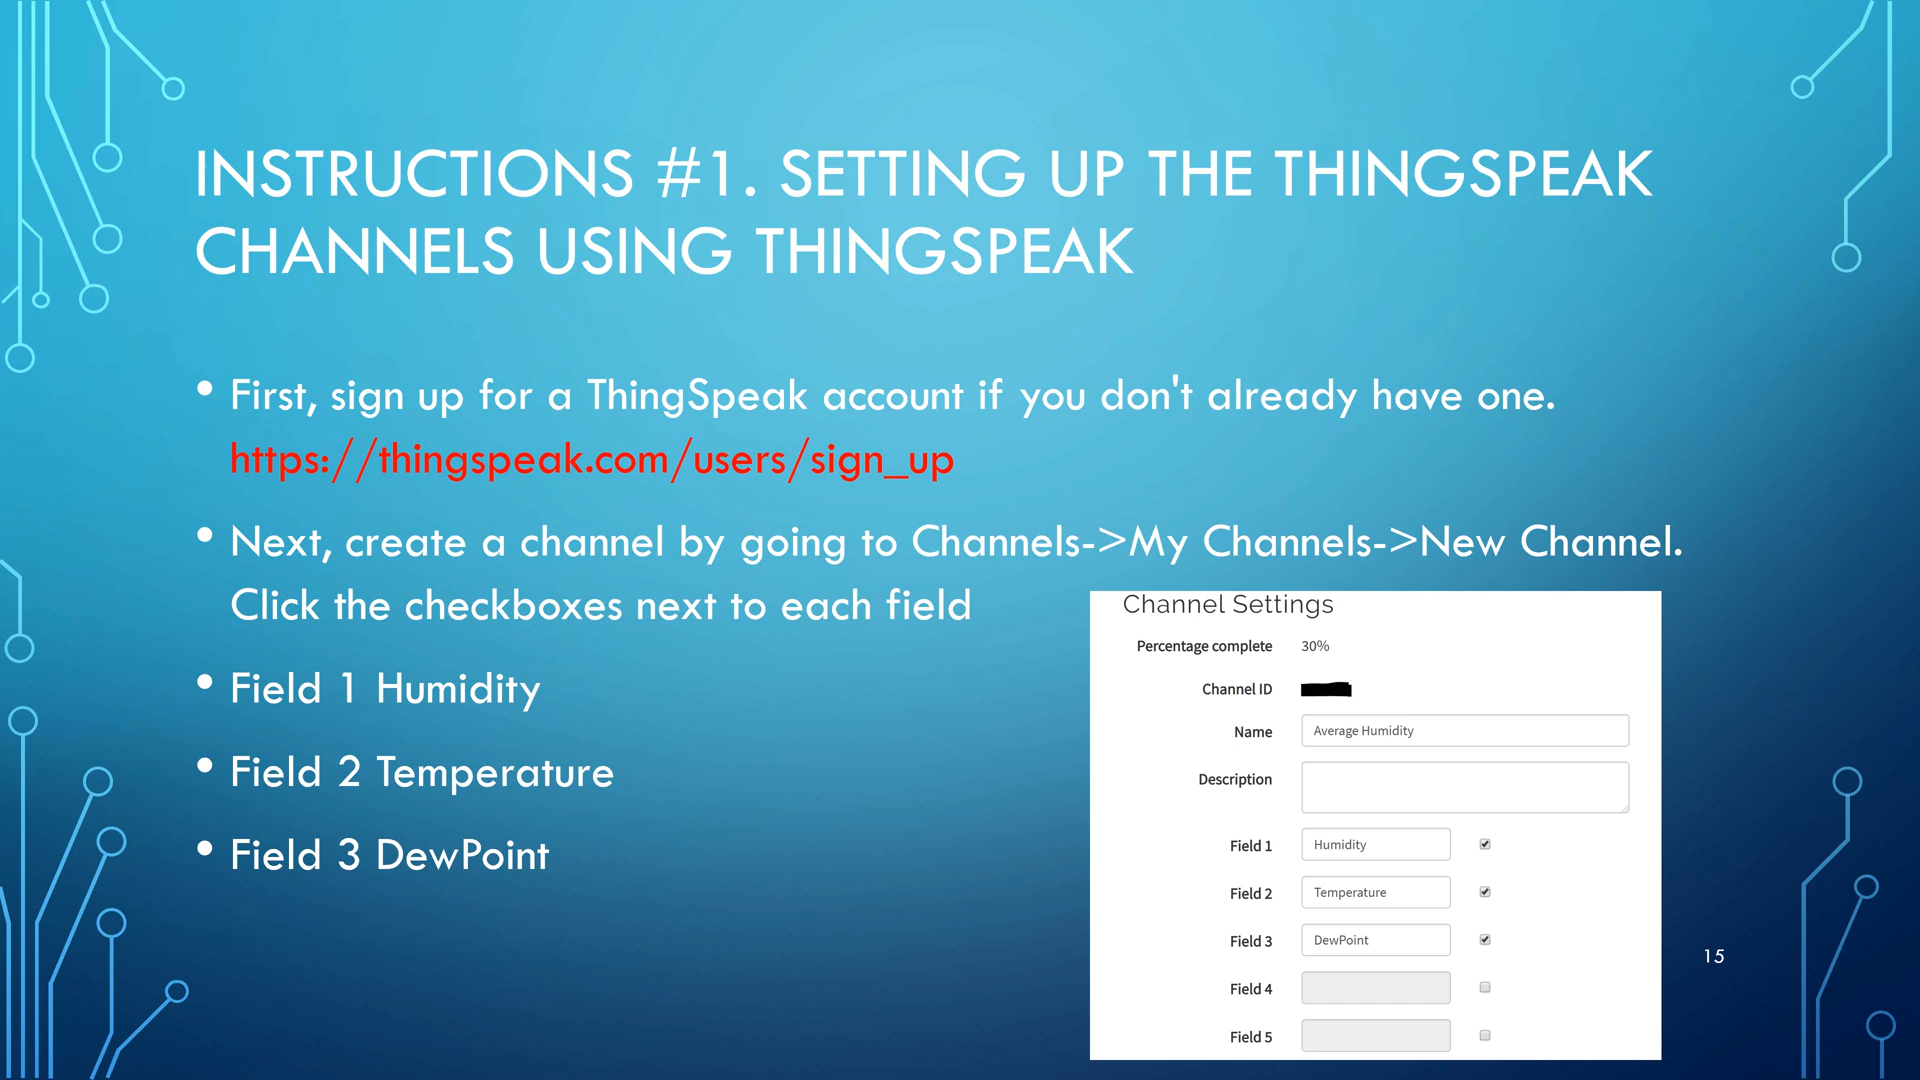 INSTRUCTIONS #1. SETTING UP THE THINGSPEAK
CHANNELS USING THINGSPEAK
• First, sign up for a ThingSpeak account if you don't already have one.
https://thingspeak.com/users/sign_up
• Next, create a channel by going to Channels->My Channels->New Channel.
Click the checkboxes next to each field
• Field 1 Humidity
• Field 2 Temperature
• Field 3 DewPoint
Channel Settings
Percentage complete 30%
Channel ID
Name Average Humidity
Description
Field 1 Humidity
Field 2 Temperature
Field 3 DewPoint
Field 4
Field 5
15